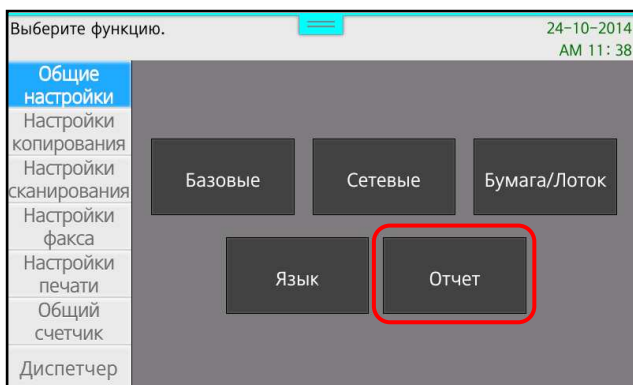 Выберите функцию.
24-10-2014
AM 11: 38
Общие
настройки
Настройки
копирования
Настройки
сканирования
Настройки
факса
Настройки
печати
Общий
счетчик
Диспетчер
Базовые
Сетевые
Бумага/Лоток
Язык
Отчет